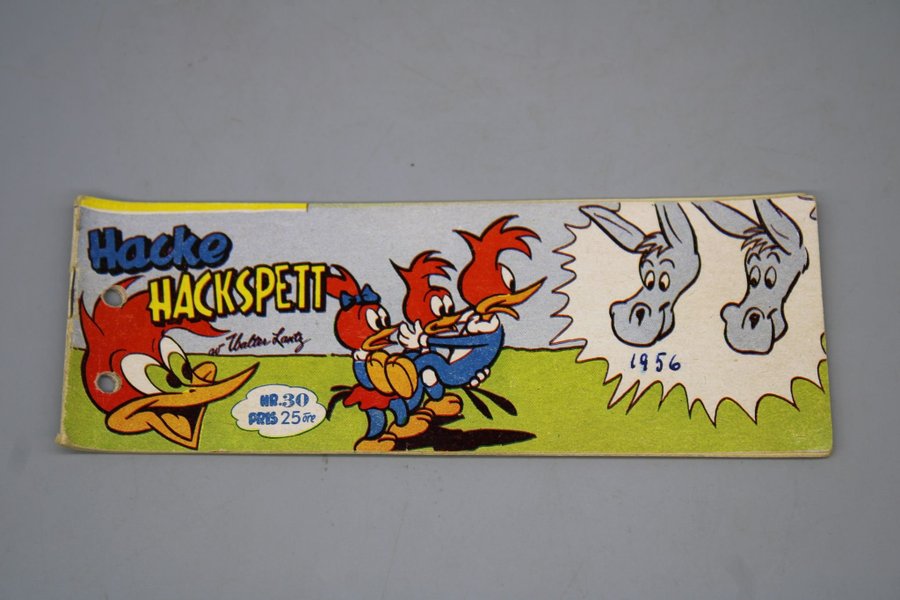 Hacke
HACKSPETT
av Walter Lantz
NR.30
PRIS 25 öre
1956